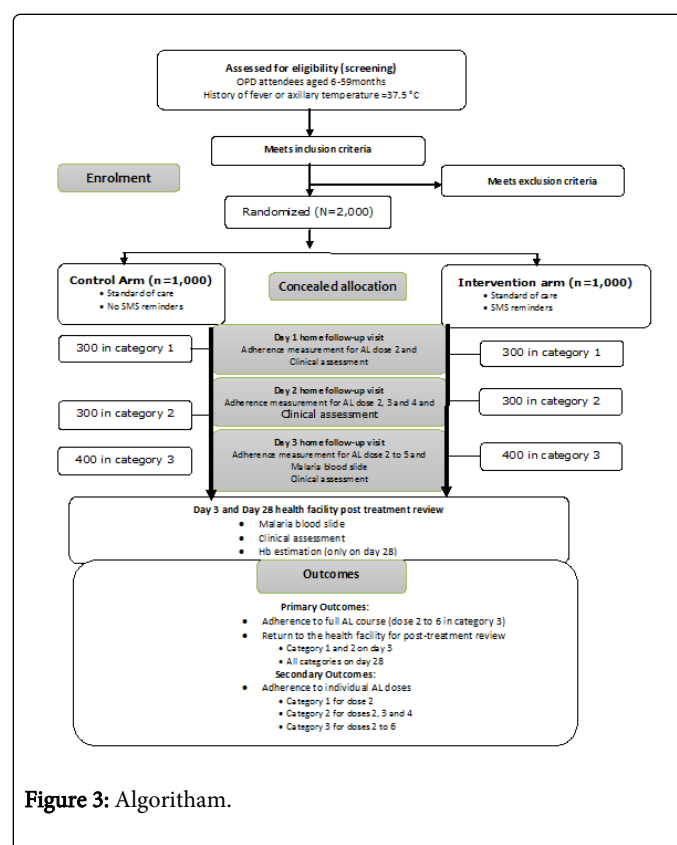 Assessed for eligibility (screening)
OPD attendees aged 6-59months
History of fever or axillary temperature =37.5 °C
Meets inclusion criteria
Enrolment
Meets exclusion criteria
Randomized (N=2,000)
Control Arm (n=1,000)
• Standard of care
• No SMS reminders
Concealed allocation
Intervention arm (n=1,000)
• Standard of care
• SMS reminders
300 in category 1
Day 1 home follow-up visit
Adherence measurement for AL dose 2 and
Clinical assessment
300 in category 1
300 in category 2
Day 2 home follow-up visit
Adherence measurement for AL dose 2, 3 and 4 and
Clinical assessment
300 in category 2
400 in category 3
Day 3 home follow-up visit
Adherence measurement for AL dose 2 to 5 and
Malaria blood slide
Clinical assessment
400 in category 3
Day 3 and Day 28 health facility post treatment review
• Malaria blood slide
• Clinical assessment
• Hb estimation (only on day 28)
Outcomes
Primary Outcomes:
• Adherence to full AL course (dose 2 to 6 in category 3)
• Return to the health facility for post-treatment review
• Category 1 and 2 on day 3
• All categories on day 28
Secondary Outcomes:
• Adherence to individual AL doses
• Category 1 for dose 2
• Category 2 for doses 2, 3 and 4
• Category 3 for doses 2 to 6
Figure 3: Algoritham.